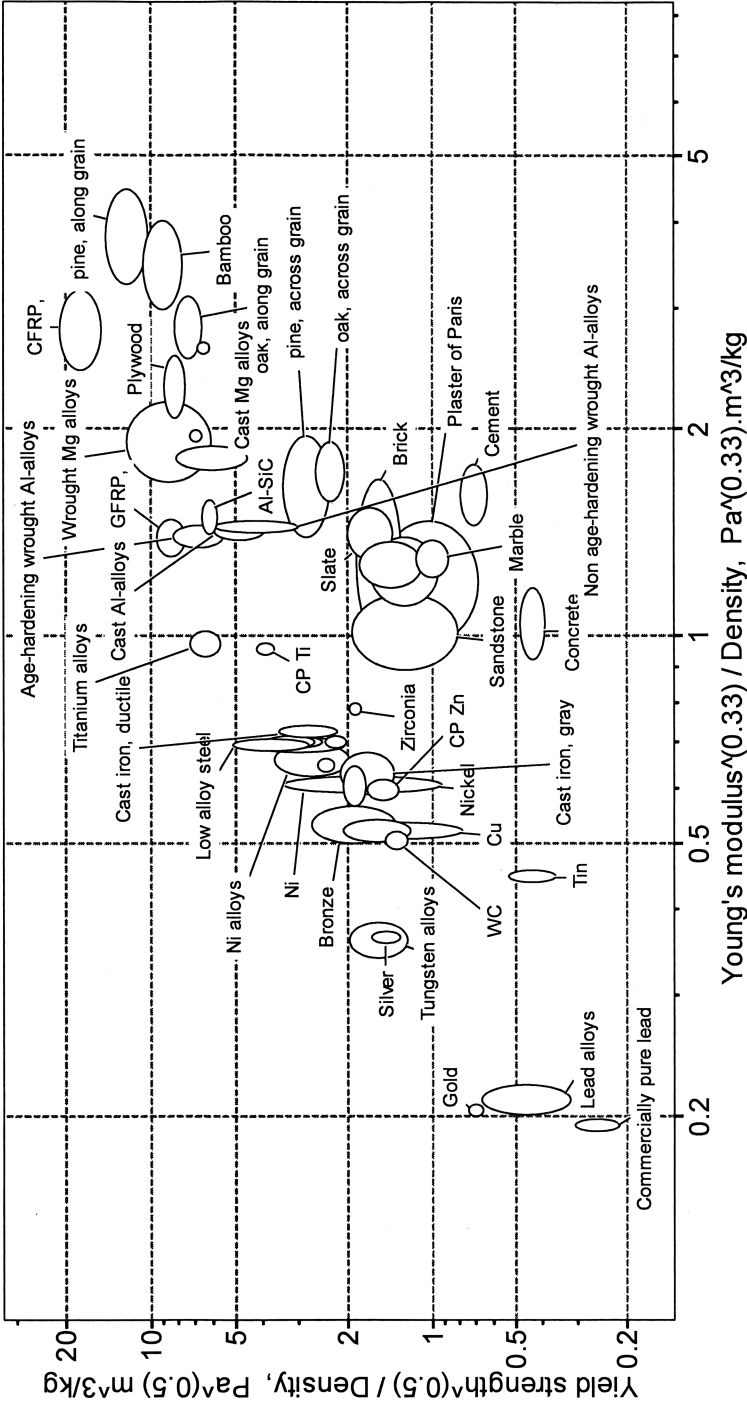 CFRP,
pine, along grain
Bamboo
oak, along grain
Plywood
Cast Mg alloys
pine, across grain
oak, across grain
Wrought Mg alloys
Age-hardening wrought Al-alloys
GFRP,
Al-SiC
Cast Al-alloys
Non age-hardening wrought Al-alloys
Titanium alloys
CP Ti
Brick
Plaster of Paris
Cement
Slate
Marble
Sandstone
Concrete
Cast iron, ductile
Low alloy steel
Zirconia
CP Zn
Nickel
Cast iron, gray
Ni alloys
Ni
Bronze
Cu
WC
Silver
Tungsten alloys
Tin
Gold
Lead alloys
Commercially pure lead
20
10
5
2
1
0.5
0.2
Yield strength^(0.5) / Density, Pa^(0.5) m^3/kg
0.2
0.5
1
2
5
Young's modulus^(0.33) / Density, Pa^(0.33).m^3/kg